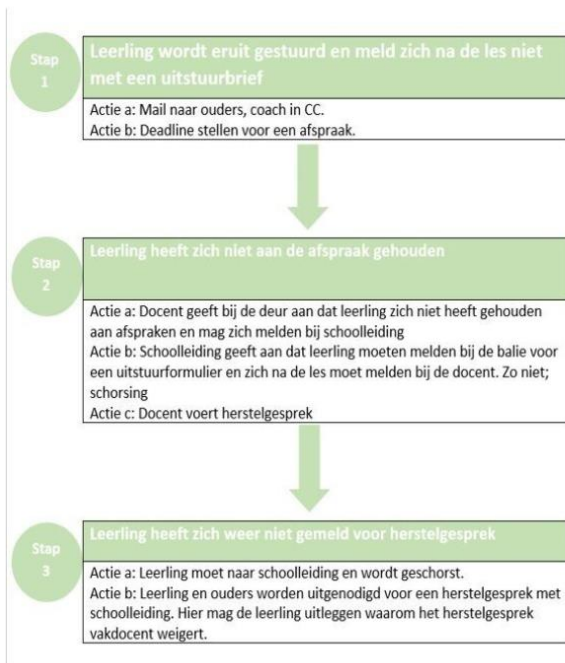 Stap
1
Leerling wordt eruit gestuurd en meld zich na de les niet
met een uitstuurbrief
Actie a: Mail naar ouders, coach in CC.
Actie b: Deadline stellen voor een afspraak.
Stap
2
Leerling heeft zich niet aan de afspraak gehouden
Actie a: Docent geeft bij de deur aan dat leerling zich niet heeft gehouden
aan afspraken en mag zich melden bij schoolleiding
Actie b: Schoolleiding geeft aan dat leerling moeten melden bij de balie voor
een uitstuurformulier en zich na de les moet melden bij de docent. Zo niet;
schorsing
Actie c: Docent voert herstelgesprek
Stap
3
Leerling heeft zich weer niet gemeld voor herstelgesprek
Actie a: Leerling moet naar schoolleiding en wordt geschorst.
Actie b: Leerling en ouders worden uitgenodigd voor een herstelgesprek met
schoolleiding. Hier mag de leerling uitleggen waarom het herstelgesprek
vakdocent weigert.